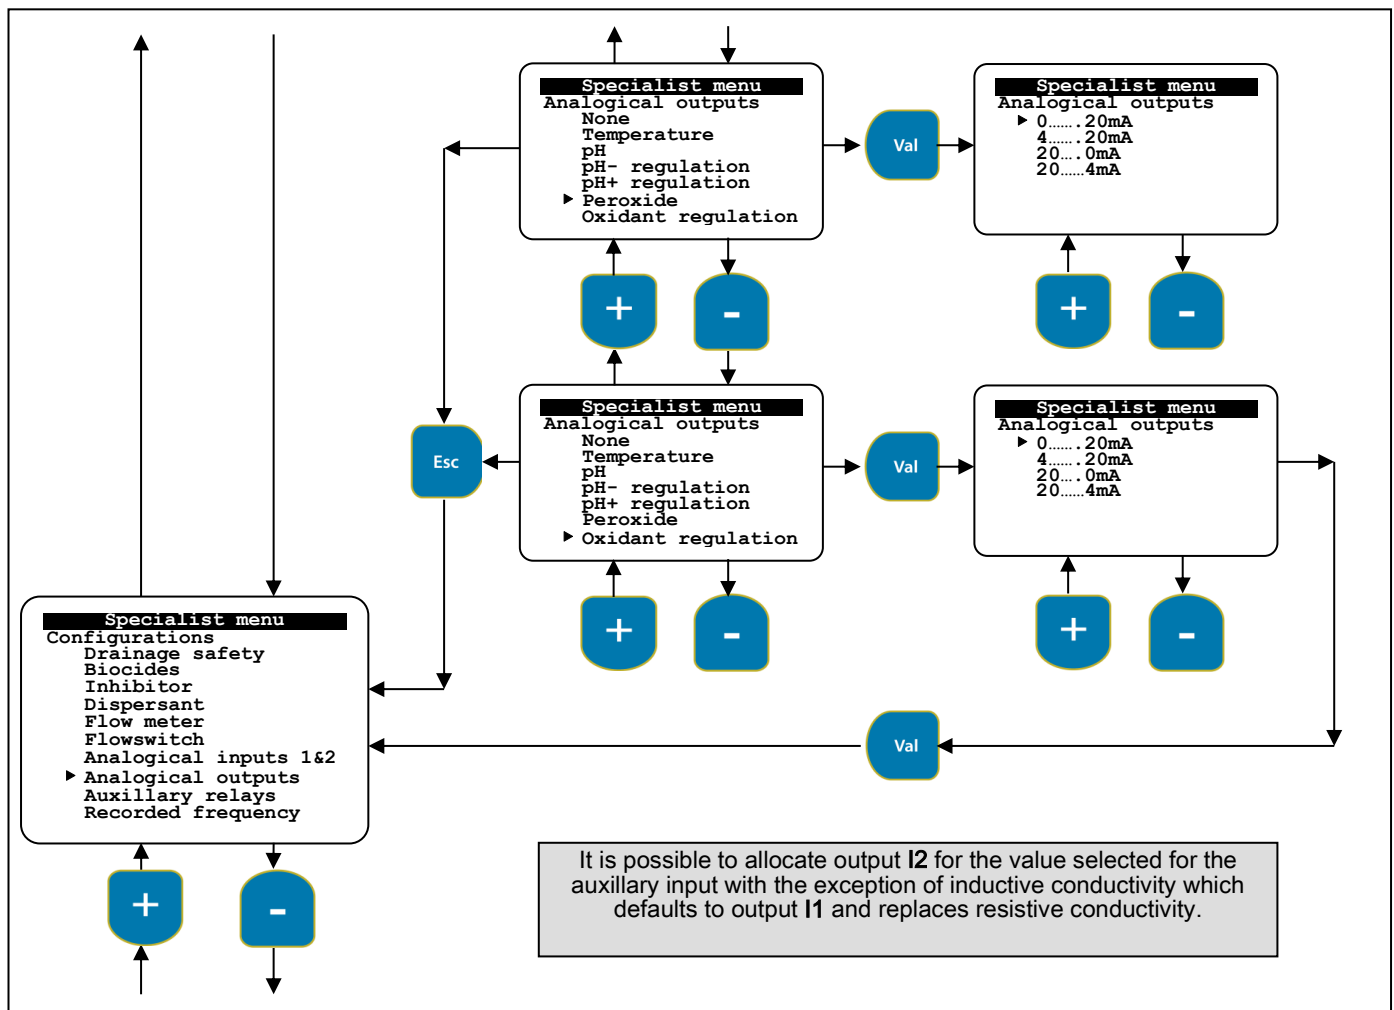 Specialist menu
Analogical outputs
None
Temperature
pH
pH- regulation
pH+ regulation
Peroxide
Oxidant regulation
Val
Specialist menu
Analogical outputs
0.......20mA
4.......20mA
20....0mA
20.....4mA
+
-
+
-
Specialist menu
Analogical outputs
None
Temperature
pH
pH- regulation
pH+ regulation
Peroxide
Oxidant regulation
Esc
Val
Specialist menu
Analogical outputs
0.......20mA
4.......20mA
20....0mA
20.....4mA
+
-
+
-
Specialist menu
Configurations
Drainage safety
Biocides
Inhibitor
Dispersant
Flow meter
Flowswitch
Analogical inputs 1&2
Analogical outputs
Auxillary relays
Recorded frequency
Val
+
-
It is possible to allocate output I2 for the value selected for the
auxillary input with the exception of inductive conductivity which
defaults to output I1 and replaces resistive conductivity.